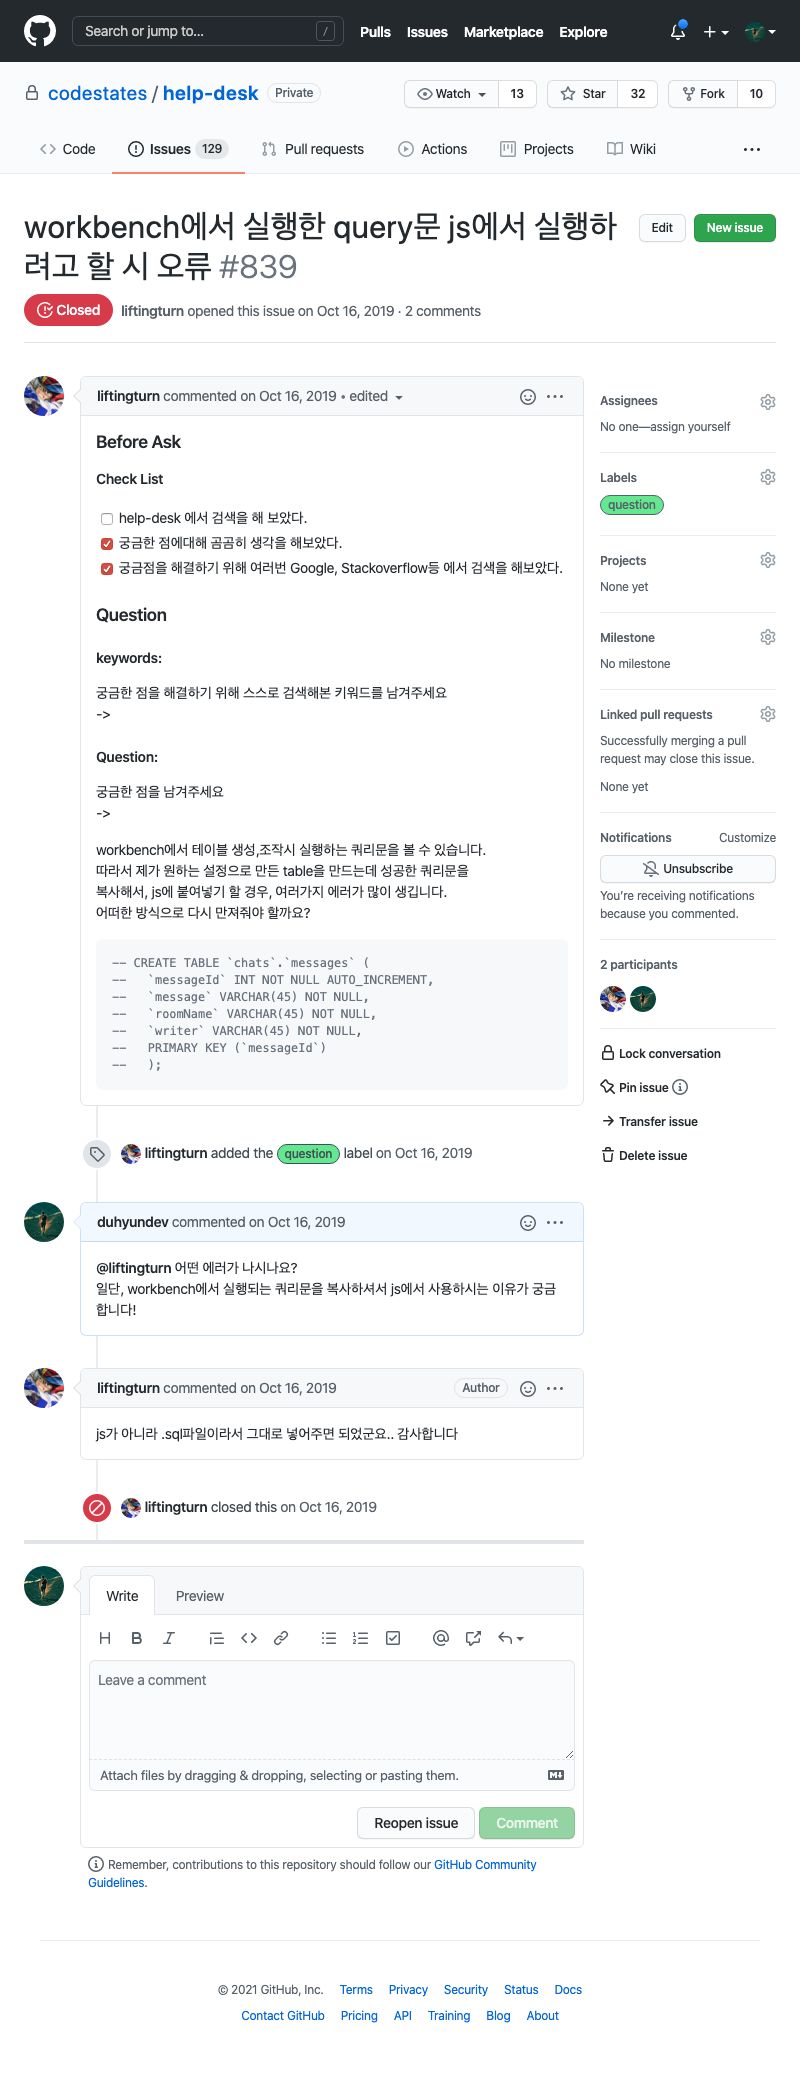 Search or jump to... /
Pulls Issues Marketplace Explore
codestates / help-desk Private
Watch 13 Star 32 Fork 10
Code Issues 129 Pull requests Actions Projects Wiki
workbench에서 실행한 query문 js에서 실행하
려고 할 시 오류 #839
Edit New issue
Closed liftingturn opened this issue on Oct 16, 2019 · 2 comments
liftingturn commented on Oct 16, 2019 • edited
Before Ask
Check List
help-desk 에서 검색을 해 보았다.
궁금한 점에대해 곰곰히 생각을 해보았다.
궁금점을 해결하기 위해 여러번 Google, Stackoverflow등 에서 검색을 해보았다.
Question
keywords:
궁금한 점을 해결하기 위해 스스로 검색해본 키워드를 남겨주세요
->
Question:
궁금한 점을 남겨주세요
->
workbench에서 테이블 생성,조작시 실행하는 쿼리문을 볼 수 있습니다.
따라서 제가 원하는 설정으로 만든 table을 만드는데 성공한 쿼리문을
복사해서, js에 붙여넣기 할 경우, 여러가지 에러가 많이 생깁니다.
어떠한 방식으로 다시 만져줘야 할까요?
-- CREATE TABLE `chats`.`messages` (
--   `messageId` INT NOT NULL AUTO_INCREMENT,
--   `message` VARCHAR(45) NOT NULL,
--   `roomName` VARCHAR(45) NOT NULL,
--   `writer` VARCHAR(45) NOT NULL,
--   PRIMARY KEY (`messageId`)
--   );
liftingturn added the question label on Oct 16, 2019
duhyundev commented on Oct 16, 2019
@liftingturn 어떤 에러가 나시나요?
일단, workbench에서 실행되는 쿼리문을 복사하셔서 js에서 사용하시는 이유가 궁금
합니다!
liftingturn commented on Oct 16, 2019 Author
js가 아니라 .sql파일이라서 그대로 넣어주면 되었군요.. 감사합니다
liftingturn closed this on Oct 16, 2019
Write Preview
Leave a comment
Attach files by dragging & dropping, selecting or pasting them.
Reopen issue Comment
Remember, contributions to this repository should follow our GitHub Community
Guidelines.
Assignees
No one—assign yourself
Labels
question
Projects
None yet
Milestone
No milestone
Linked pull requests
Successfully merging a pull
request may close this issue.
None yet
Notifications Customize
Unsubscribe
You're receiving notifications
because you commented.
2 participants
Lock conversation
Pin issue
Transfer issue
Delete issue
© 2021 GitHub, Inc. Terms Privacy Security Status Docs
Contact GitHub Pricing API Training Blog About